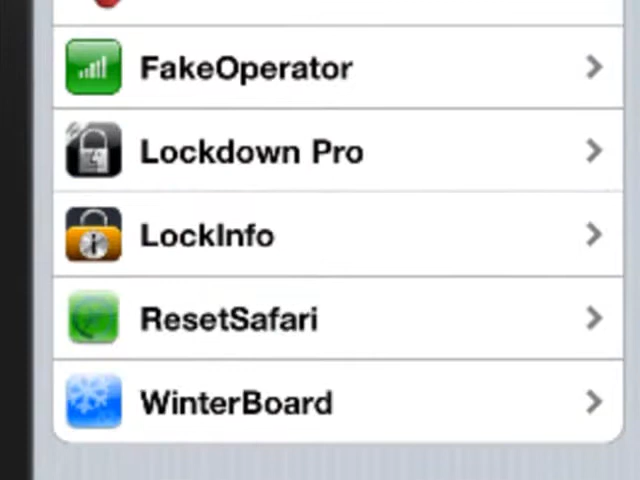 FakeOperator
Lockdown Pro
LockInfo
ResetSafari
WinterBoard